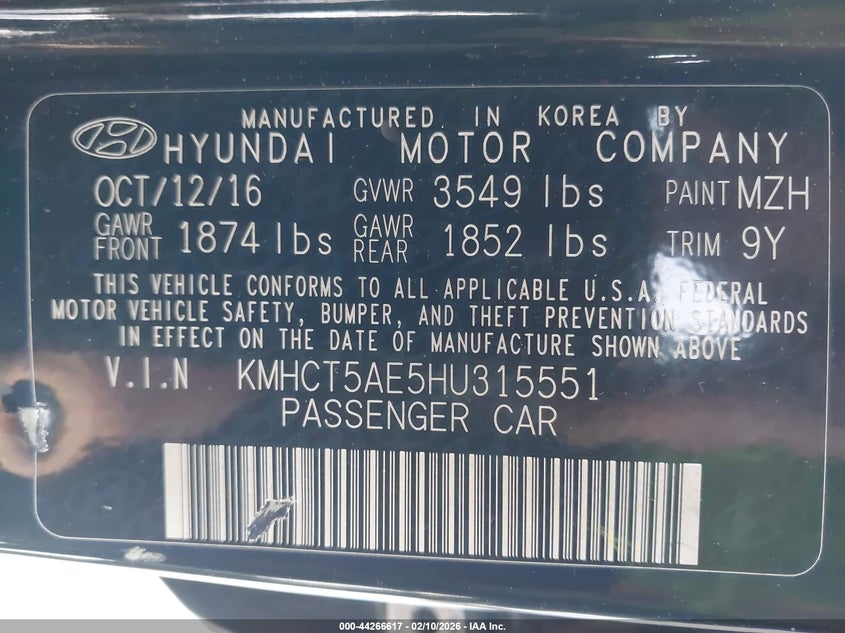 MANUFACTURED IN KOREA BY
HYUNDAI MOTOR COMPANY
OCT/12/16 GVWR 3549 lbs PAINT MZH
GAWR FRONT 1874 lbs GAWR REAR 1852 lbs TRIM 9Y
THIS VEHICLE CONFORMS TO ALL APPLICABLE U.S.A. FEDERAL
MOTOR VEHICLE SAFETY, BUMPER, AND THEFT PREVENTION STANDARDS
IN EFFECT ON THE DATE OF MANUFACTURE SHOWN ABOVE
V.I.N KMHCT5AE5HU315551
PASSENGER CAR
000-44266617 - 02/10/2026 - IAA Inc.